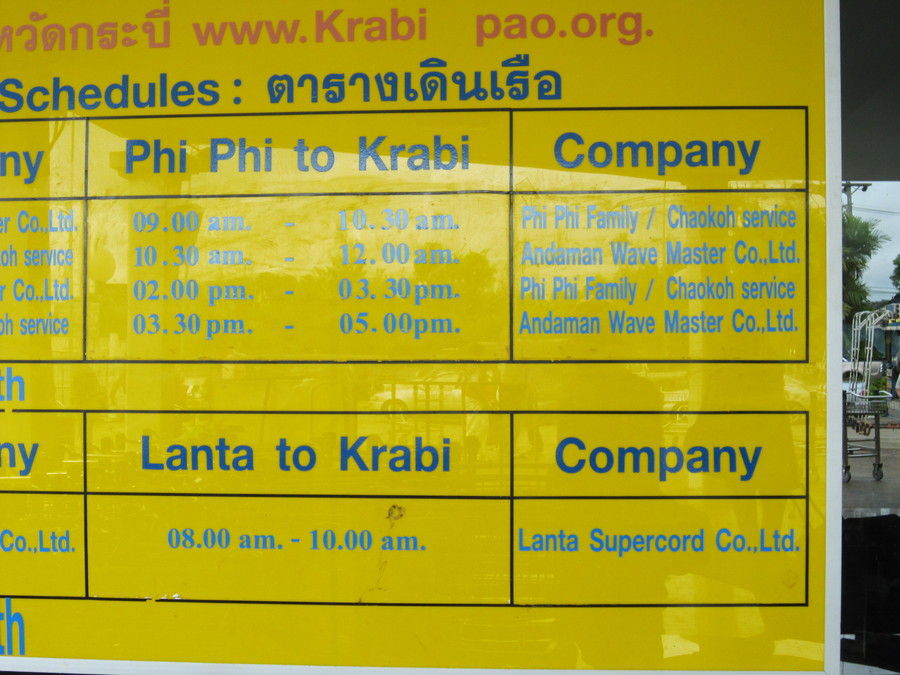 หวัดกระบี่ www.Krabi pao.org.
Schedules : ตารางเดินเรือ
ny Phi Phi to Krabi Company
er Co.,Ltd. 09.00 am. - 10.30 am. Phi Phi Family / Chaokoh service
oh service 10.30 am. - 12.00 am. Andaman Wave Master Co.,Ltd.
r Co.,Ltd. 02.00 pm. - 03.30pm. Phi Phi Family / Chaokoh service
oh service 03.30 pm. - 05.00pm. Andaman Wave Master Co.,Ltd.
th
ny Lanta to Krabi Company
Co.,Ltd. 08.00 am. - 10.00 am. Lanta Supercord Co.,Ltd.
th